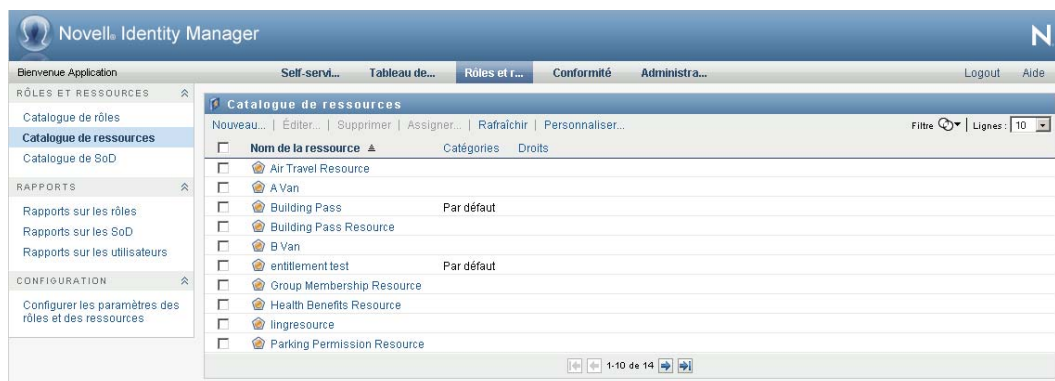 Novell® Identity Manager
N
Bienvenue Application
Self-servi... Tableau de... Rôles et r... Conformité Administra... Logout Aide
RÔLES ET RESSOURCES
Catalogue de rôles
Catalogue de ressources
Catalogue de SoD
RAPPORTS
Rapports sur les rôles
Rapports sur les SoD
Rapports sur les utilisateurs
CONFIGURATION
Configurer les paramètres des
rôles et des ressources
Catalogue de ressources
Nouveau... | Éditer... | Supprimer | Assigner... | Rafraîchir | Personnaliser... Filtre | Lignes : 10
Nom de la ressource Catégories Droits
Air Travel Resource
A Van
Building Pass Par défaut
Building Pass Resource
B Van
entitlement test Par défaut
Group Membership Resource
Health Benefits Resource
lingresource
Parking Permission Resource
1-10 de 14